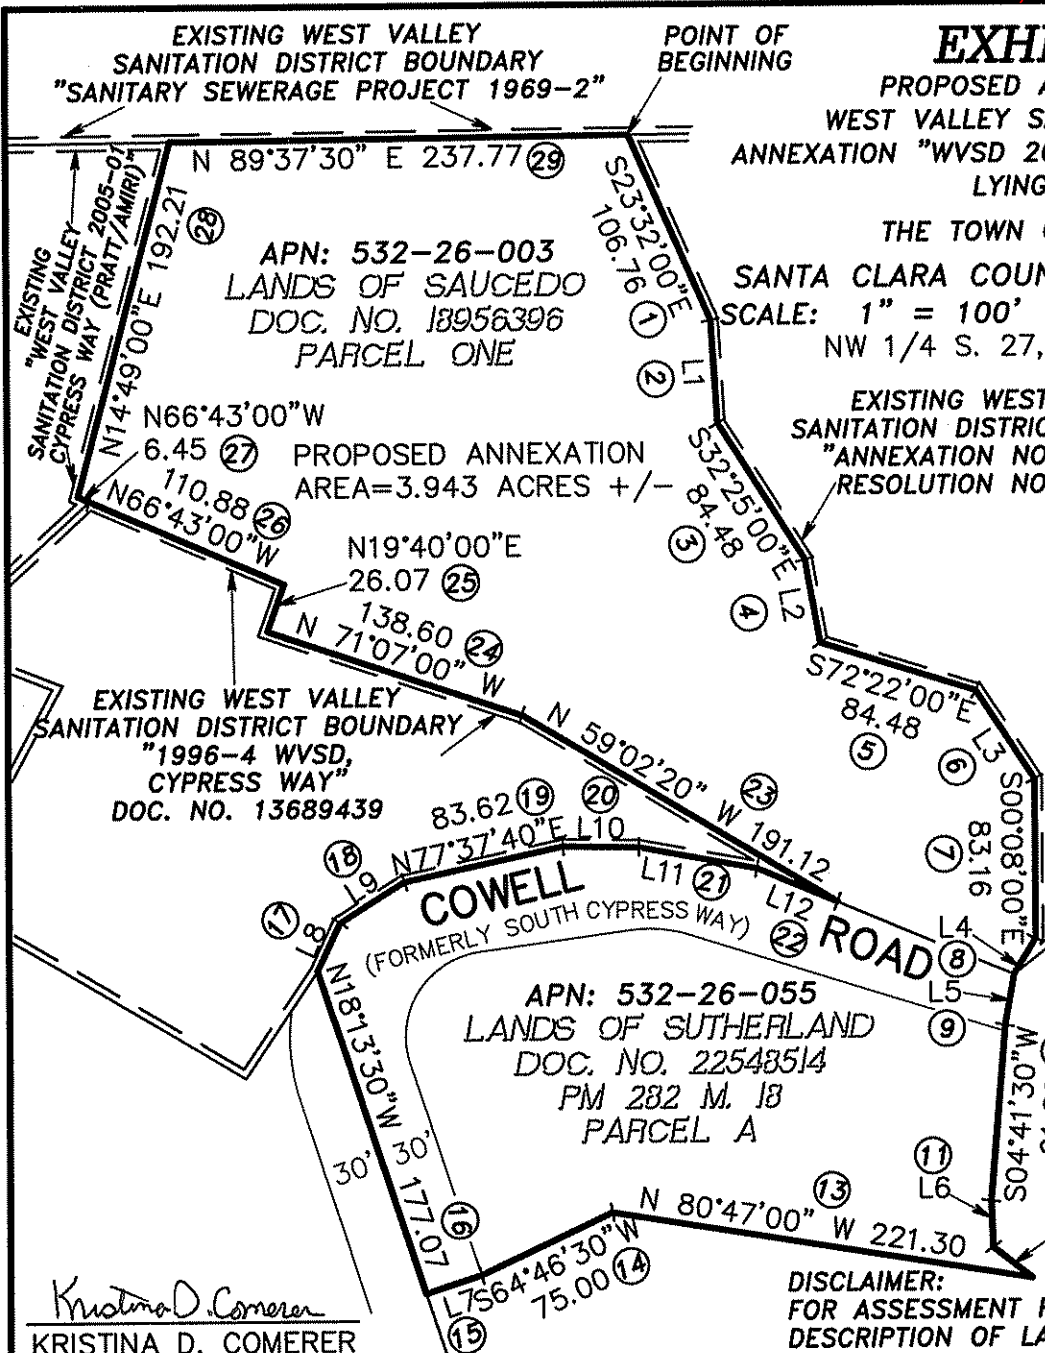 EXISTING WEST VALLEY
SANITATION DISTRICT BOUNDARY
"SANITARY SEWERAGE PROJECT 1969-2"
POINT OF
BEGINNING
EXHI
PROPOSED A
WEST VALLEY S
ANNEXATION "WVSD 20
LYING
THE TOWN
SANTA CLARA COUN
SCALE: 1" = 100'
NW 1/4 S. 27,
N 89°37'30" E 237.77 29
S23°32'00"E
106.76 1
EXISTING
"WEST VALLEY
SANITATION DISTRICT 2005-01
CYPRESS WAY (PRATT/AMIRI)"
N14°49'00"E 192.21
28
APN: 532-26-003
LANDS OF SAUCEDO
DOC. NO. 18956396
PARCEL ONE
L1
2
EXISTING WEST
SANITATION DISTRIC
"ANNEXATION NO
RESOLUTION NO
N66°43'00"W
6.45 27
PROPOSED ANNEXATION
AREA=3.943 ACRES +/-
S32°25'00"E
84.48
3
110.88 26
N66°43'00"W
N19°40'00"E
26.07 25
L2
4
138.60 24
N 71°07'00" W
S72°22'00"E
84.48
5
EXISTING WEST VALLEY
SANITATION DISTRICT BOUNDARY
"1996-4 WVSD,
CYPRESS WAY"
DOC. NO. 13689439
N 59°02'20" W 191.12
23
L3
6
S00°08'00"E
83.16
7
83.62 19
N77°37'40"E
20
L10
L11 21
L12
22
18
L9
17
L8
COWELL ROAD
(FORMERLY SOUTH CYPRESS WAY)
L4
8
L5
9
APN: 532-26-055
LANDS OF SUTHERLAND
DOC. NO. 22548514
PM 282 M. 18
PARCEL A
N18°13'30"W 177.07
16
30' 30'
S04°41'30"W
11
L6
N 80°47'00" W 221.30
13
S64°46'30"W
75.00 14
L7
15
Kristina D. Comerer
KRISTINA D. COMERER
DISCLAIMER:
FOR ASSESSMENT P
DESCRIPTION OF LA